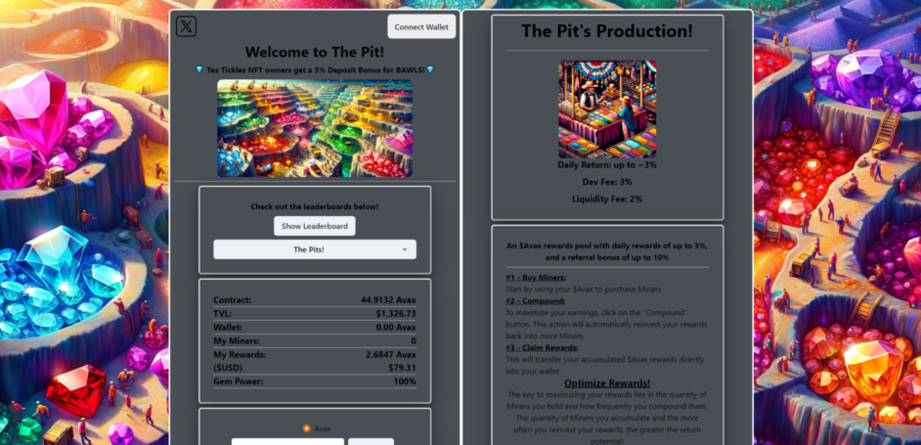 Connect Wallet
Welcome to The Pit!
Tez Ticklez NFT owners get a 3% Deposit Bonus for BAWLS!
Check out the leaderboards below!
Show Leaderboard
The Pits!
Contract: 44.9132 Avax
TVL: $1,326.73
Wallet: 0.00 Avax
My Miners: 0
My Rewards: 2.6847 Avax
($USD) $79.31
Gem Power: 100%
Avax
The Pit's Production!
Daily Return: up to ~3%
Dev Fee: 3%
Liquidity Fee: 2%
An $Avax rewards pool with daily rewards of up to 3%,
and a referral bonus of up to 10%
#1 - Buy Miners:
Start by using your $Avax to purchase Miners
#2 - Compound:
To maximize your earnings, click on the "Compound"
button. This action will automatically reinvest your rewards
back into more Miners.
#3 - Claim Rewards:
This will transfer your accumulated $Avax rewards directly
into your wallet.
Optimize Rewards!
The key to maximizing your rewards lies in the quantity of
Miners you hold and how frequently you compound them.
The quantity of Miners you accumulate and the more
often you reinvest your rewards, the greater the return
potential!